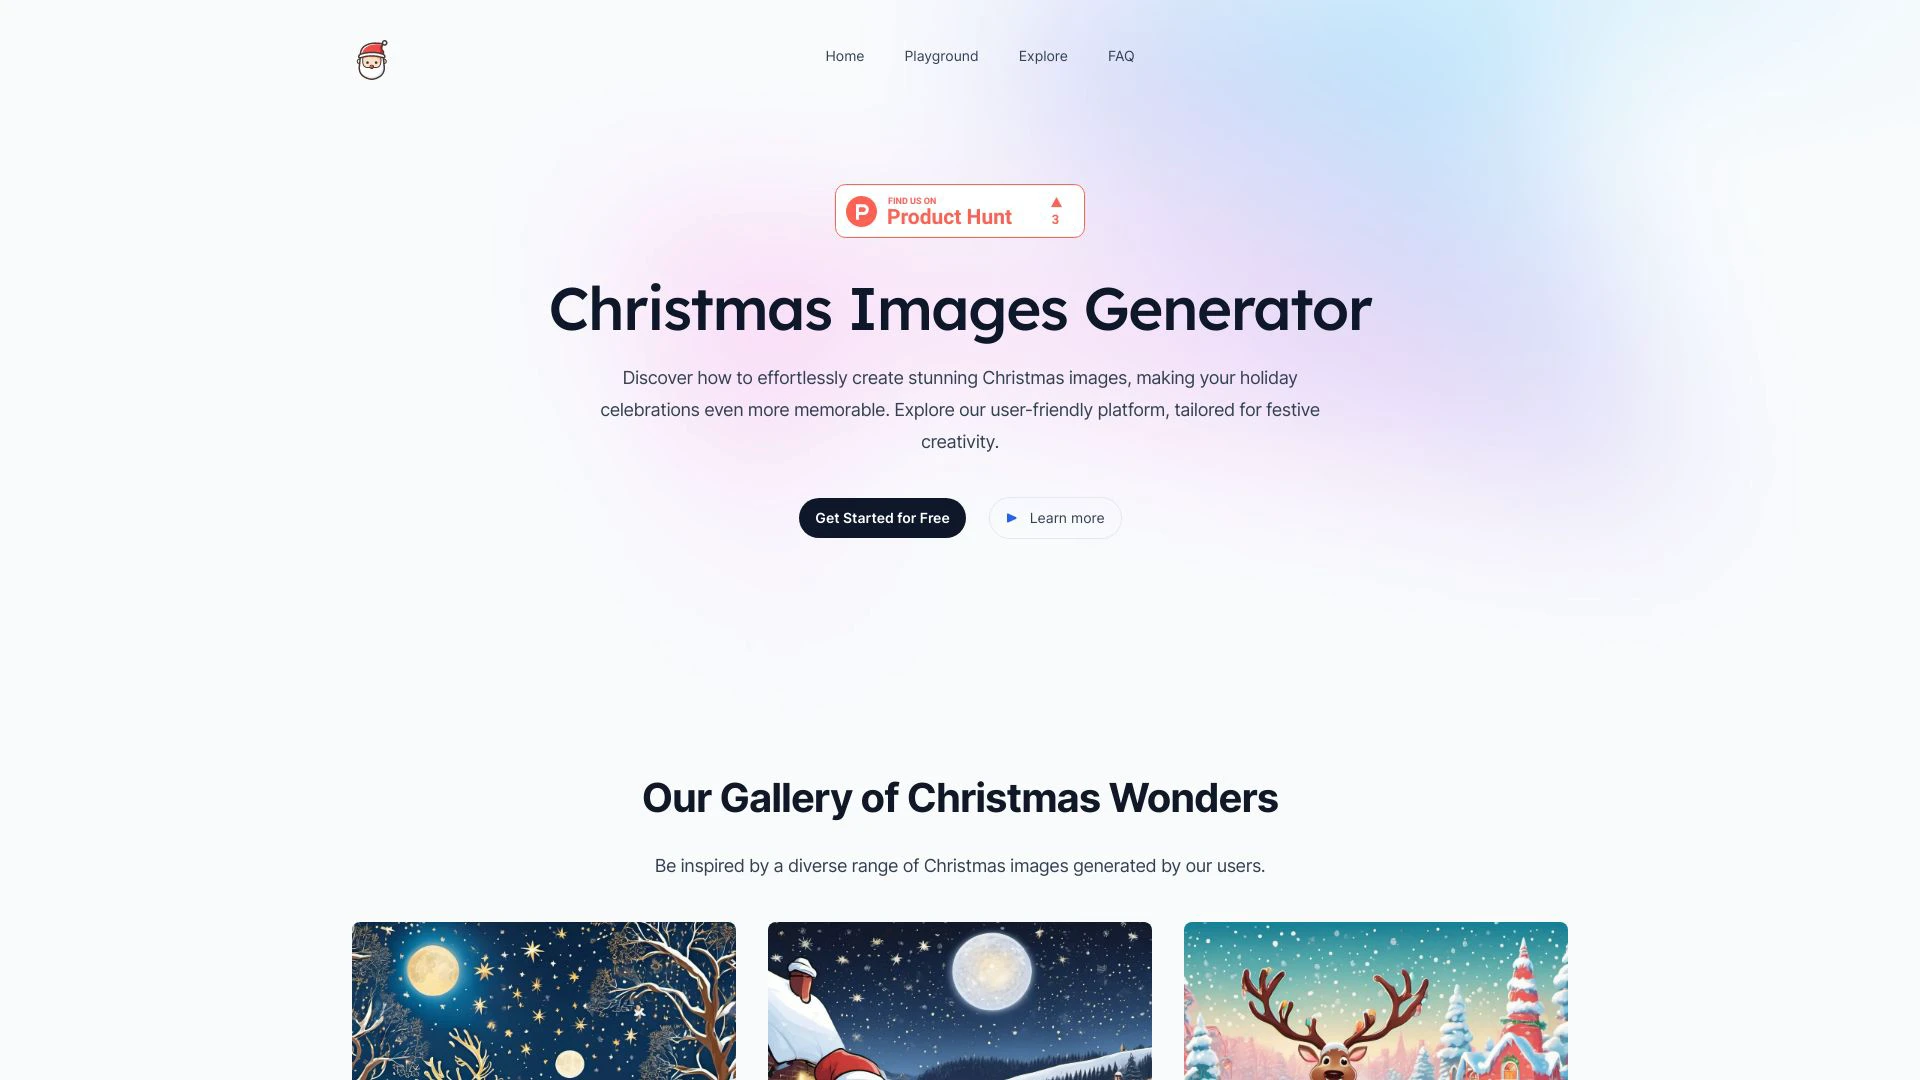 Home Playground Explore FAQ
FIND US ON
Product Hunt
3
Christmas Images Generator
Discover how to effortlessly create stunning Christmas images, making your holiday
celebrations even more memorable. Explore our user-friendly platform, tailored for festive
creativity.
Get Started for Free
Learn more
Our Gallery of Christmas Wonders
Be inspired by a diverse range of Christmas images generated by our users.